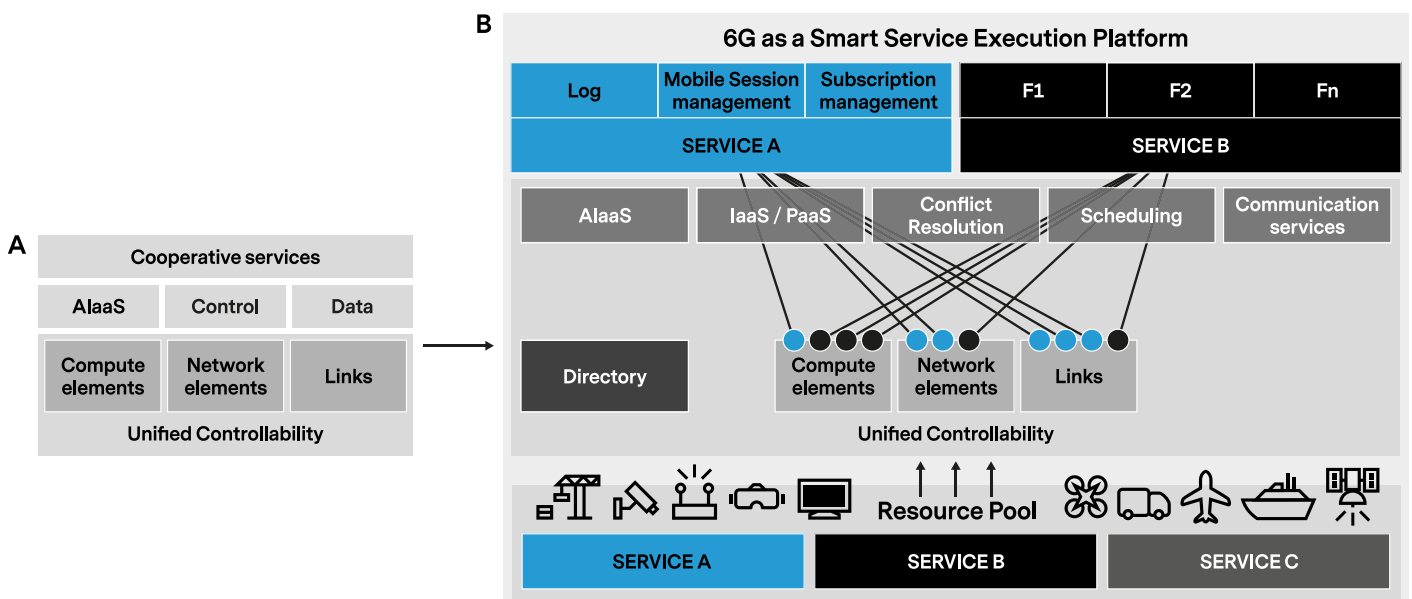 A
Cooperative services
AIaaS
Control
Data
Compute
elements
Network
elements
Links
Unified Controllability
B
6G as a Smart Service Execution Platform
Log
Mobile Session
management
Subscription
management
F1
F2
Fn
SERVICE A
SERVICE B
AIaaS
IaaS / PaaS
Conflict
Resolution
Scheduling
Communication
services
Directory
Compute
elements
Network
elements
Links
Unified Controllability
Resource Pool
SERVICE A
SERVICE B
SERVICE C